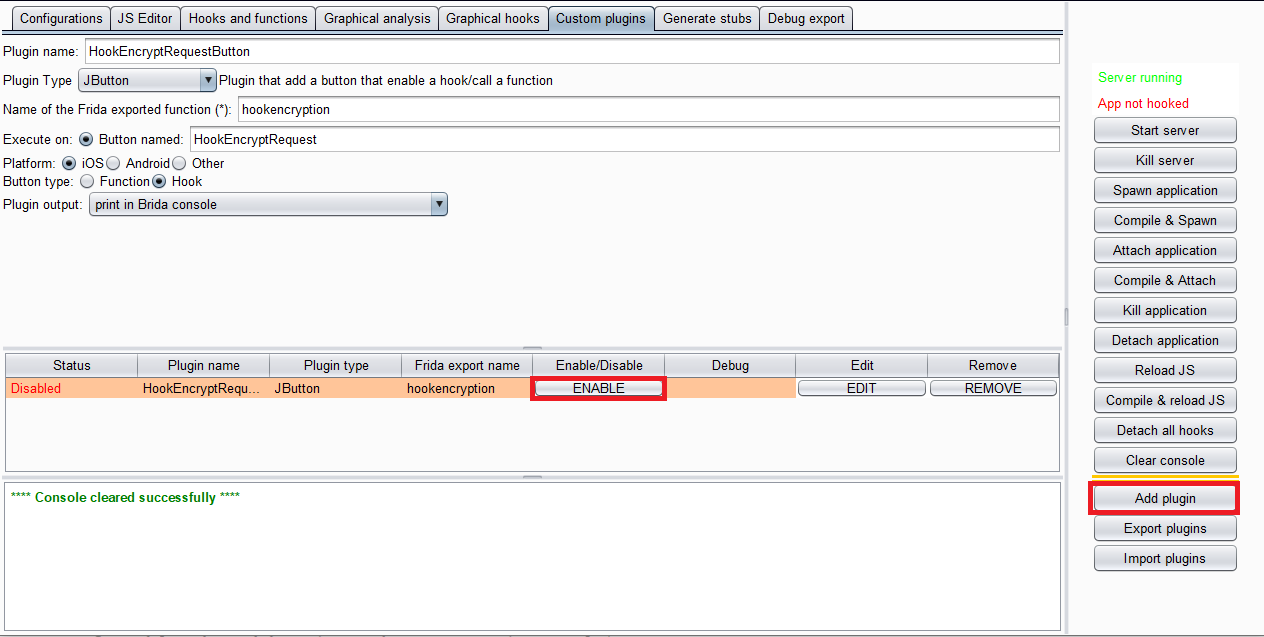 Configurations JS Editor Hooks and functions Graphical analysis Graphical hooks Custom plugins Generate stubs Debug export
Plugin name: HookEncryptRequestButton
Plugin Type JButton Plugin that add a button that enable a hook/call a function
Name of the Frida exported function (*): hookencryption
Execute on: Button named: HookEncryptRequest
Platform: iOS Android Other
Button type: Function Hook
Plugin output: print in Brida console
Status Plugin name Plugin type Frida export name Enable/Disable Debug Edit Remove
Disabled HookEncryptRequ... JButton hookencryption ENABLE EDIT REMOVE
**** Console cleared successfully ****
Server running
App not hooked
Start server
Kill server
Spawn application
Compile & Spawn
Attach application
Compile & Attach
Kill application
Detach application
Reload JS
Compile & reload JS
Detach all hooks
Clear console
Add plugin
Export plugins
Import plugins